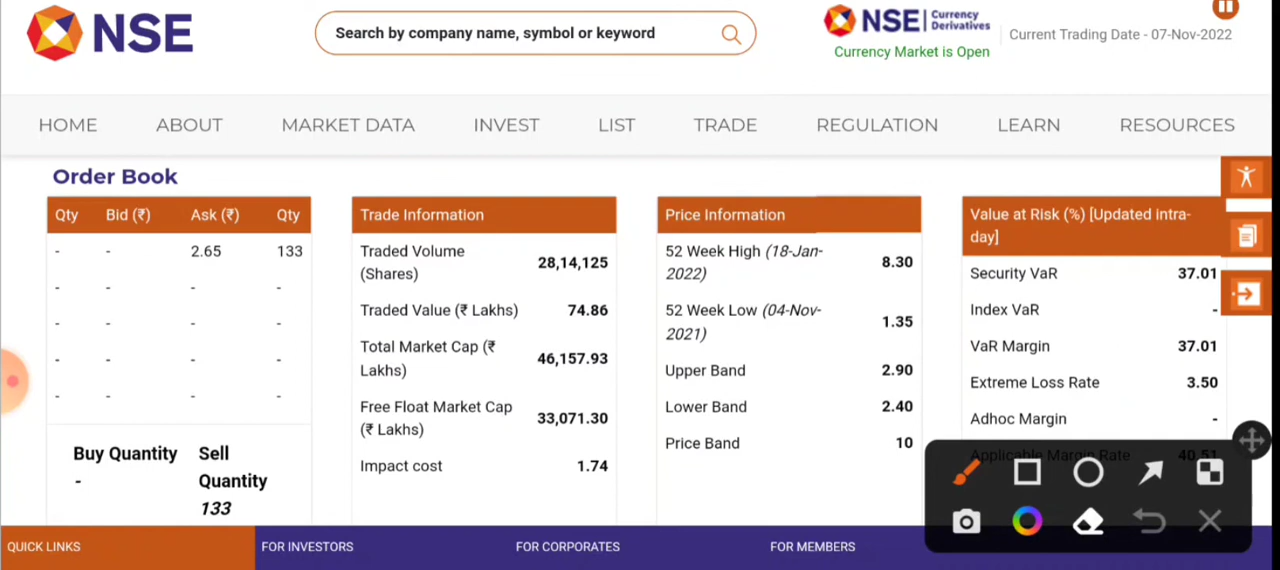 NSE
Search by company name, symbol or keyword
NSE Currency
Derivatives
Currency Market is Open
Current Trading Date - 07-Nov-2022
HOME ABOUT MARKET DATA INVEST LIST TRADE REGULATION LEARN RESOURCES
Order Book
Qty Bid (₹) Ask (₹) Qty
- - 2.65 133
- - - -
- - - -
- - - -
- - - -
Buy Quantity Sell
Quantity
- 133
Trade Information
Traded Volume
(Shares) 28,14,125
Traded Value (₹ Lakhs) 74.86
Total Market Cap (₹
Lakhs) 46,157.93
Free Float Market Cap
(₹ Lakhs) 33,071.30
Impact cost 1.74
Price Information
52 Week High (18-Jan-
2022) 8.30
52 Week Low (04-Nov-
2021) 1.35
Upper Band 2.90
Lower Band 2.40
Price Band 10
Value at Risk (%) [Updated intra-
day]
Security VaR 37.01
Index VaR -
VaR Margin 37.01
Extreme Loss Rate 3.50
Adhoc Margin -
Applicable Margin Rate 40.51
QUICK LINKS FOR INVESTORS FOR CORPORATES FOR MEMBERS